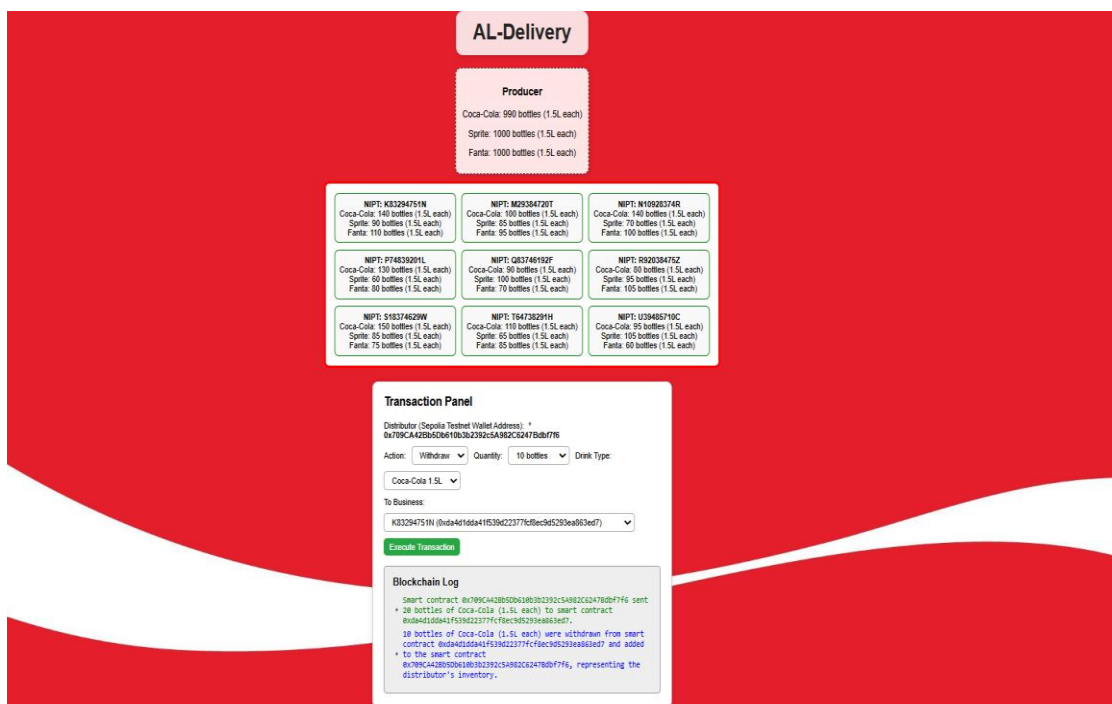 AL-Delivery
Producer
Coca-Cola: 990 bottles (1.5L each)
Sprite: 1000 bottles (1.5L each)
Fanta: 1000 bottles (1.5L each)
NIPT: K83294751N
Coca-Cola: 140 bottles (1.5L each)
Sprite: 90 bottles (1.5L each)
Fanta: 110 bottles (1.5L each)
NIPT: M29384720T
Coca-Cola: 100 bottles (1.5L each)
Sprite: 85 bottles (1.5L each)
Fanta: 95 bottles (1.5L each)
NIPT: N10928374R
Coca-Cola: 140 bottles (1.5L each)
Sprite: 70 bottles (1.5L each)
Fanta: 100 bottles (1.5L each)
NIPT: P74839201L
Coca-Cola: 130 bottles (1.5L each)
Sprite: 60 bottles (1.5L each)
Fanta: 80 bottles (1.5L each)
NIPT: Q83746192F
Coca-Cola: 90 bottles (1.5L each)
Sprite: 100 bottles (1.5L each)
Fanta: 70 bottles (1.5L each)
NIPT: R92038475Z
Coca-Cola: 80 bottles (1.5L each)
Sprite: 95 bottles (1.5L each)
Fanta: 105 bottles (1.5L each)
NIPT: S18374629W
Coca-Cola: 150 bottles (1.5L each)
Sprite: 85 bottles (1.5L each)
Fanta: 75 bottles (1.5L each)
NIPT: T64738291H
Coca-Cola: 110 bottles (1.5L each)
Sprite: 65 bottles (1.5L each)
Fanta: 85 bottles (1.5L each)
NIPT: U39485710C
Coca-Cola: 95 bottles (1.5L each)
Sprite: 105 bottles (1.5L each)
Fanta: 60 bottles (1.5L each)
Transaction Panel
Distributor (Sepolia Testnet Wallet Address): *
0x709CA42Bb5Db610b3b2392c5A982C6247Bdbf7f6
Action: Withdraw Quantity: 10 bottles Drink Type:
Coca-Cola 1.5L
To Business:
K83294751N (0xda4d1dda41f539d22377fcf8ec9d5293ea863ed7)
Execute Transaction
Blockchain Log
Smart contract 0x709CA42Bb5Db610b3b2392c5A982C6247Bdbf7f6 sent
• 20 bottles of Coca-Cola (1.5L each) to smart contract
0xda4d1dda41f539d22377fcf8ec9d5293ea863ed7.
10 bottles of Coca-Cola (1.5L each) were withdrawn from smart
contract 0xda4d1dda41f539d22377fcf8ec9d5293ea863ed7 and added
• to the smart contract
0x709CA42Bb5Db610b3b2392c5A982C6247Bdbf7f6, representing the
distributor's inventory.